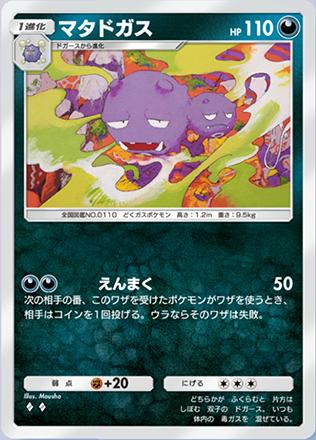 1進化 マタドガス HP 110
ドガースから進化
全国図鑑NO.0110 どくガスポケモン 高さ：1.2m 重さ：9.5kg
えんまく 50
次の相手の番、このワザを受けたポケモンがワザを使うとき、
相手はコインを1回投げる。ウラならそのワザは失敗。
弱点 +20 にげる
Illus. Mousho
どちらかが ふくらむと 片方は
しぼむ 双子の ドガース。いつも
体内の 毒ガスを 混ぜている。